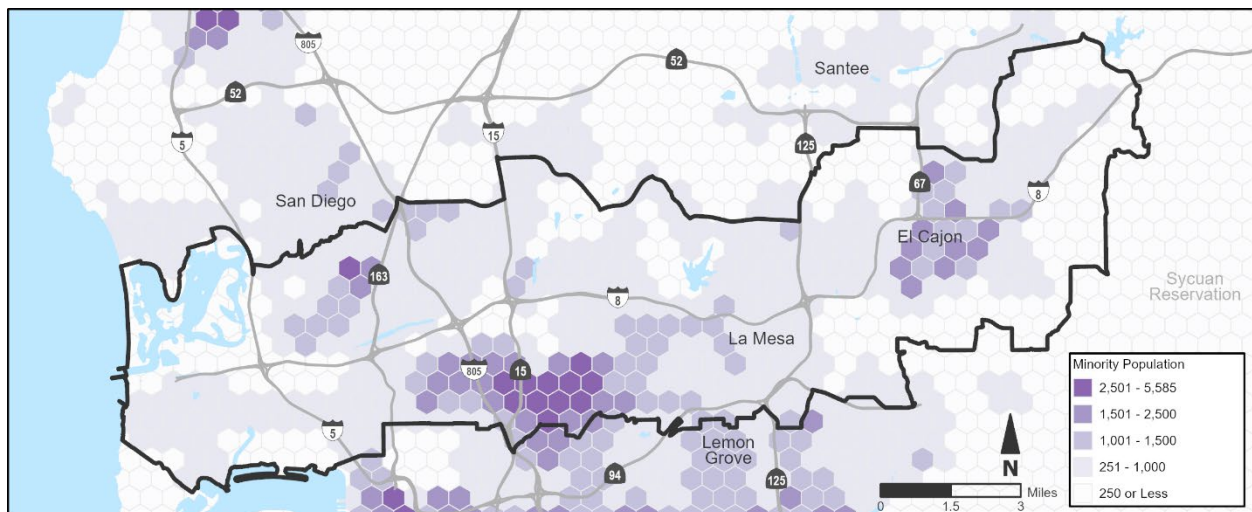 805
52
Santee
52
5
15
125
67
8
San Diego
El Cajon
163
Sycuan
Reservation
8
La Mesa
805
15
5
Lemon
Grove
94
125
N
0
1.5
3
Miles
Minority Population
2,501 - 5,585
1,501 - 2,500
1,001 - 1,500
251 - 1,000
250 or Less